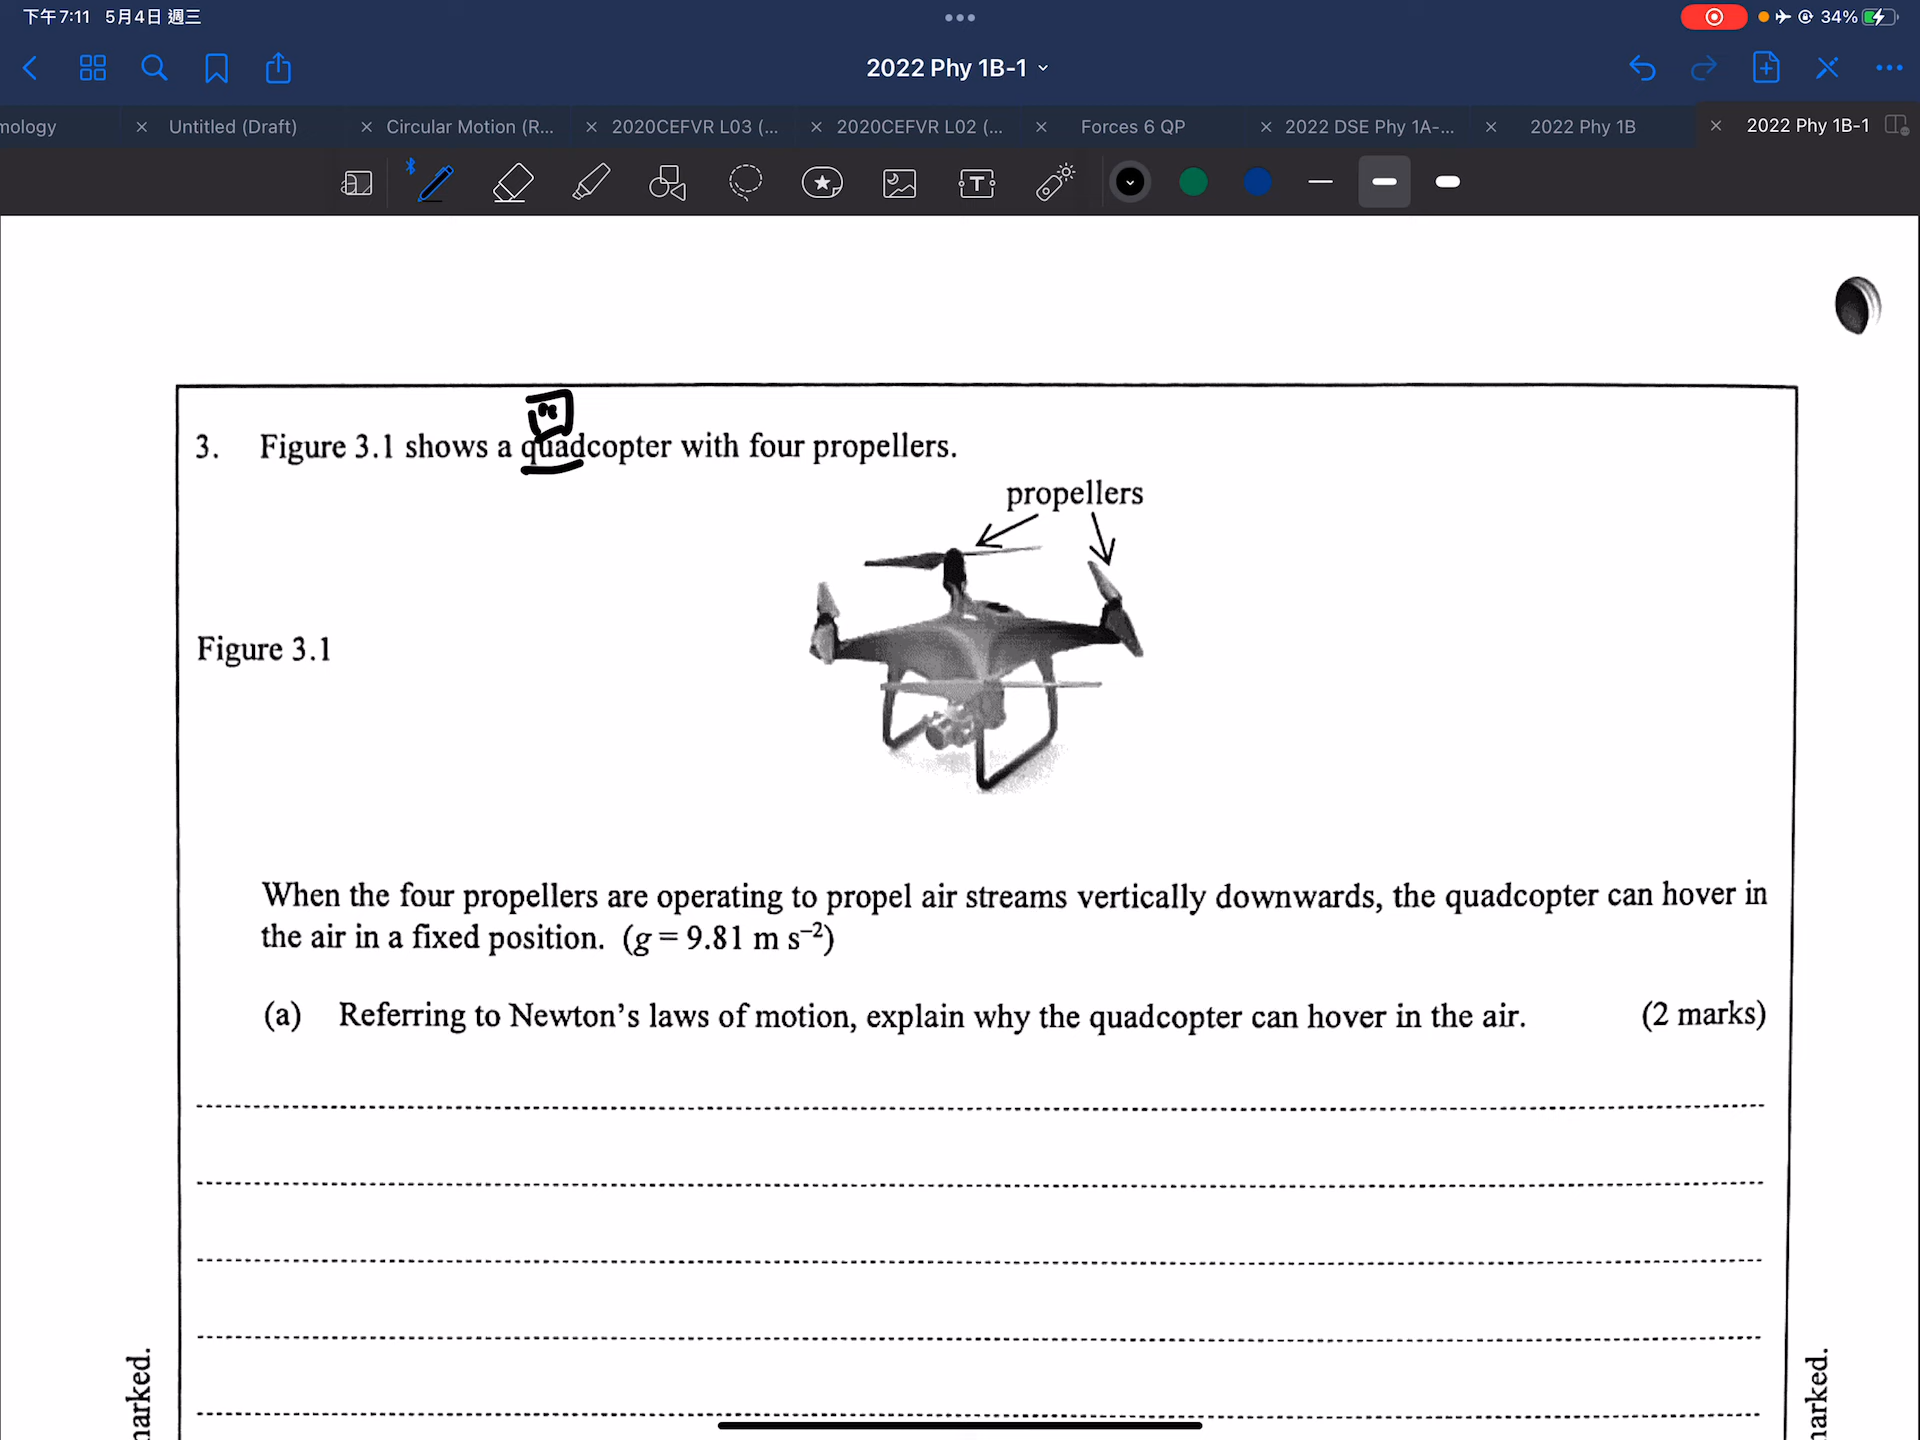 下午7:11 5月4日 週三
34%
2022 Phy 1B-1
mology
Untitled (Draft)
Circular Motion (R...
2020CEFVR L03 (...
2020CEFVR L02 (...
Forces 6 QP
2022 DSE Phy 1A-...
2022 Phy 1B
2022 Phy 1B-1
四
3. Figure 3.1 shows a quadcopter with four propellers.
propellers
Figure 3.1
When the four propellers are operating to propel air streams vertically downwards, the quadcopter can hover in
the air in a fixed position. (g = 9.81 m s⁻²)
(a) Referring to Newton's laws of motion, explain why the quadcopter can hover in the air. (2 marks)
marked.
marked.